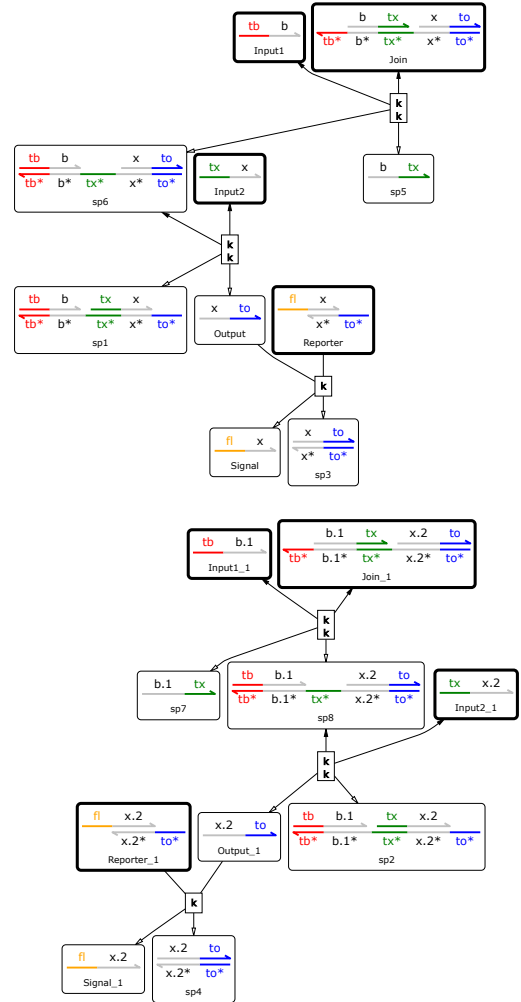 tb b
Input1
b tx x to
tb* b* tx* x* to*
Join
k
k
tb b x to
tb* b* tx* x* to*
sp6
tx x
Input2
b tx
sp5
k
k
tb b tx x
tb* b* tx* x* to*
sp1
x to
Output
fl x
x* to*
Reporter
k
fl x
Signal
x to
x* to*
sp3
tb b.1
Input1_1
b.1 tx x.2 to
tb* b.1* tx* x.2* to*
Join_1
k
k
b.1 tx
sp7
tb b.1 x.2 to
tb* b.1* tx* x.2* to*
sp8
tx x.2
Input2_1
k
k
fl x.2
x.2* to*
Reporter_1
x.2 to
Output_1
tb b.1 tx x.2
tb* b.1* tx* x.2* to*
sp2
k
fl x.2
Signal_1
x.2 to
x.2* to*
sp4